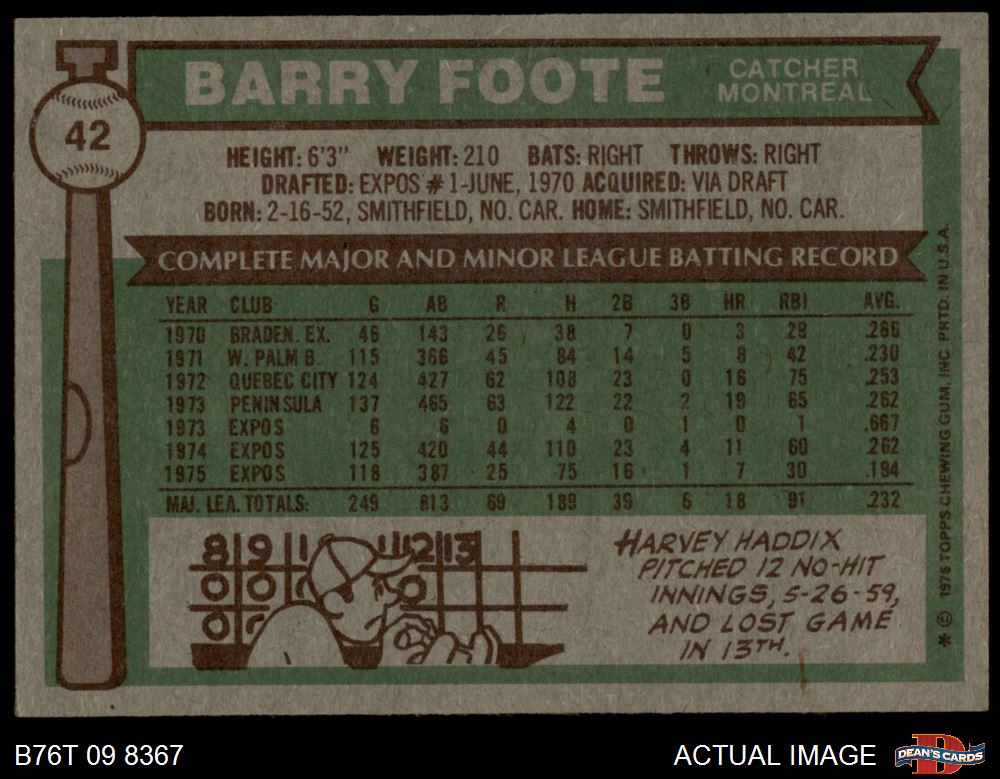 BARRY FOOTE
CATCHER
MONTREAL
42
HEIGHT: 6'3" WEIGHT: 210 BATS: RIGHT THROWS: RIGHT
DRAFTED: EXPOS #1-JUNE, 1970 ACQUIRED: VIA DRAFT
BORN: 2-16-52, SMITHFIELD, NO. CAR. HOME: SMITHFIELD, NO. CAR.
COMPLETE MAJOR AND MINOR LEAGUE BATTING RECORD
YEAR CLUB G AB R H 2B 3B HR RBI AVG.
1970 BRADEN. EX. 46 143 26 38 7 0 3 29 .266
1971 W. PALM B. 115 366 45 84 14 5 8 42 .230
1972 QUEBEC CITY 124 427 62 108 23 0 16 75 .253
1973 PENINSULA 137 465 63 122 22 2 19 65 .262
1973 EXPOS 6 6 0 4 0 1 0 1 .667
1974 EXPOS 125 420 44 110 23 4 11 60 .262
1975 EXPOS 118 387 25 75 16 1 7 30 .194
MAJ. LEA. TOTALS: 249 813 69 189 39 6 18 91 .232
8 9 1 11 12 13
0 0 0
0
HARVEY HADDIX
PITCHED 12 NO-HIT
INNINGS, 5-26-59,
AND LOST GAME
IN 13TH.
* © 1976 TOPPS CHEWING GUM, INC. PRTD. IN U.S.A.
B76T 09 8367
ACTUAL IMAGE
DEAN'S CARDS